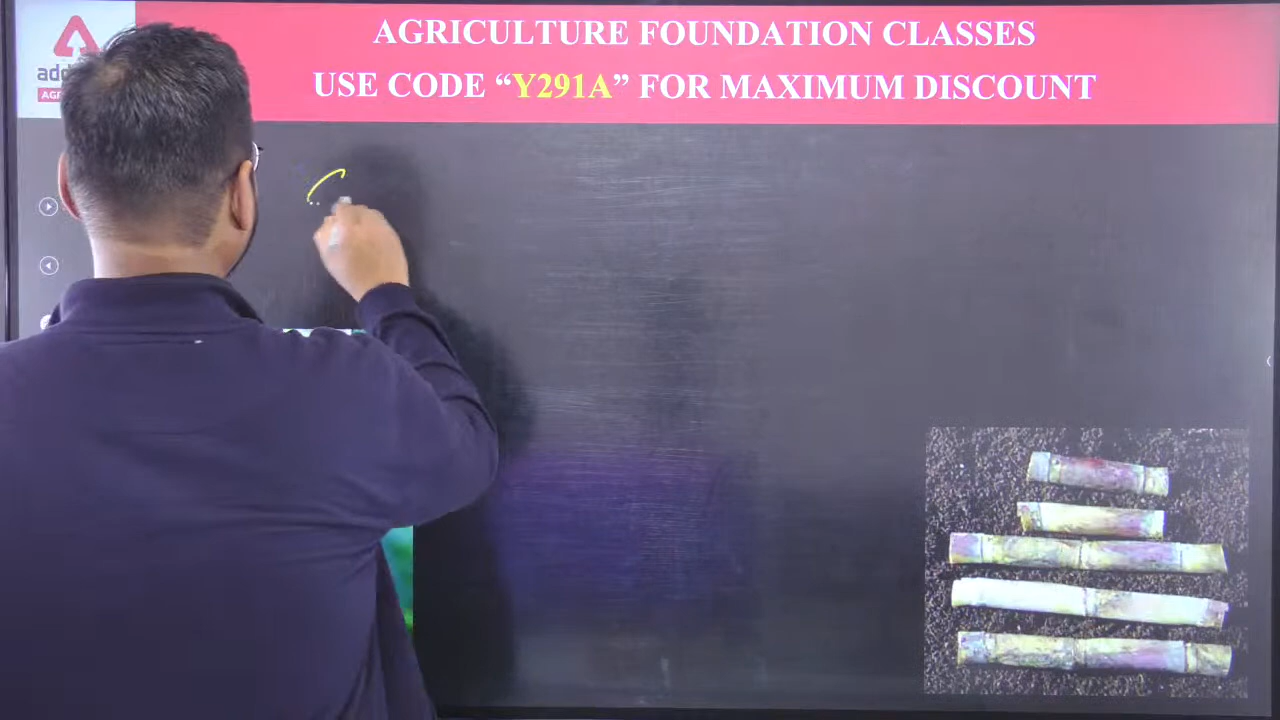 AGRICULTURE FOUNDATION CLASSES
USE CODE “Y291A” FOR MAXIMUM DISCOUNT